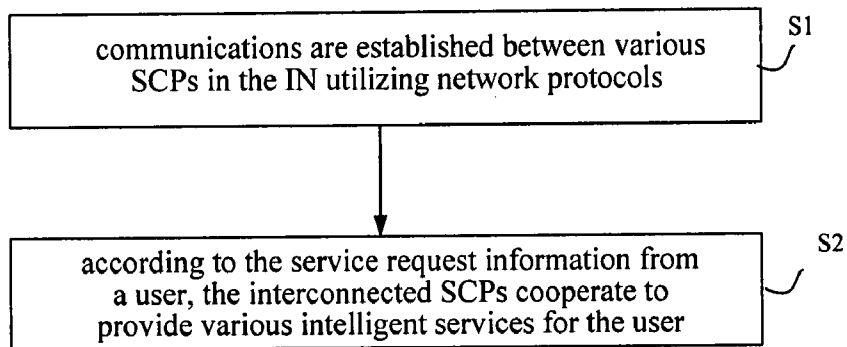 communications are established between various
SCPs in the IN utilizing network protocols
S1
according to the service request information from
a user, the interconnected SCPs cooperate to
provide various intelligent services for the user
S2